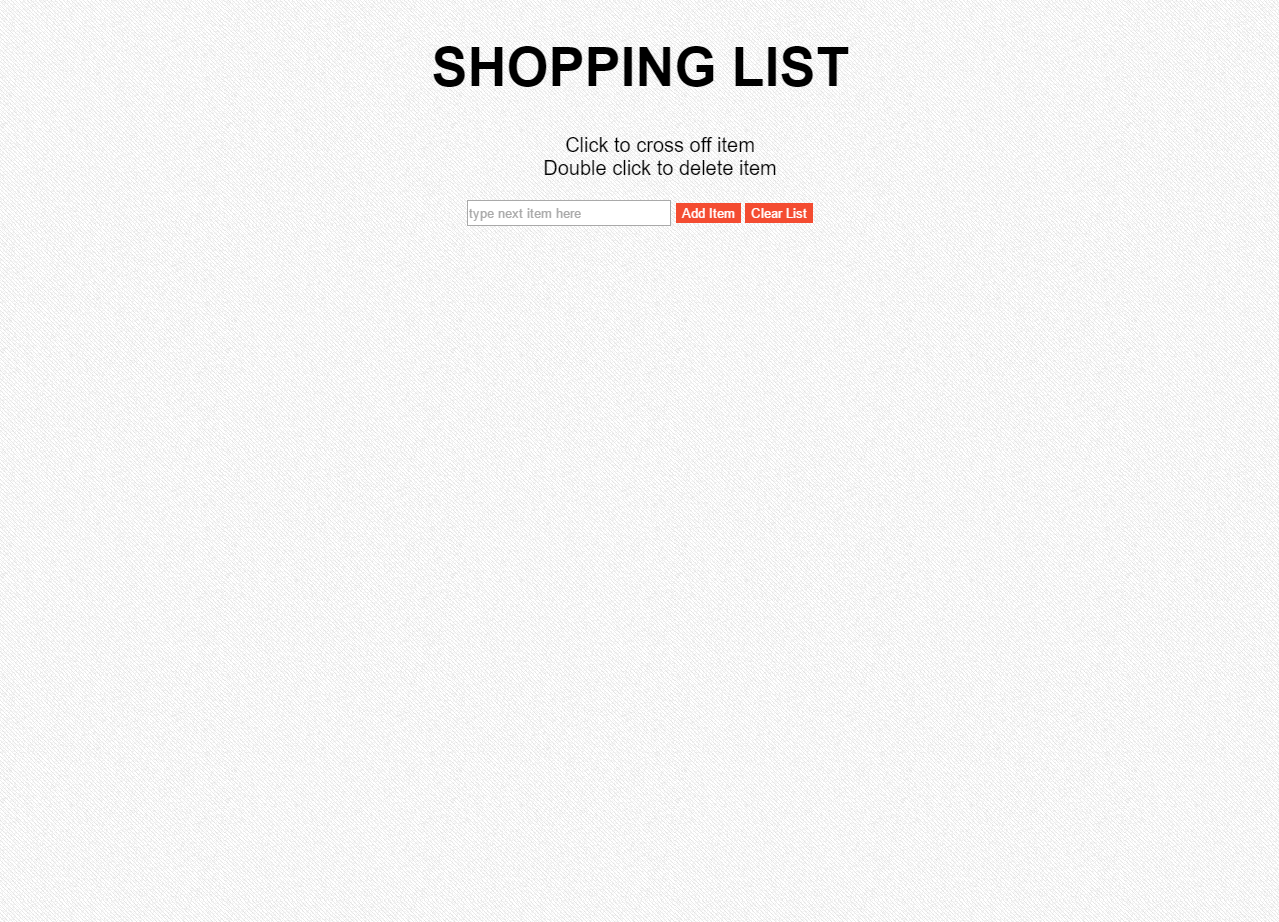 SHOPPING LIST
Click to cross off item
Double click to delete item
type next item here Add Item Clear List